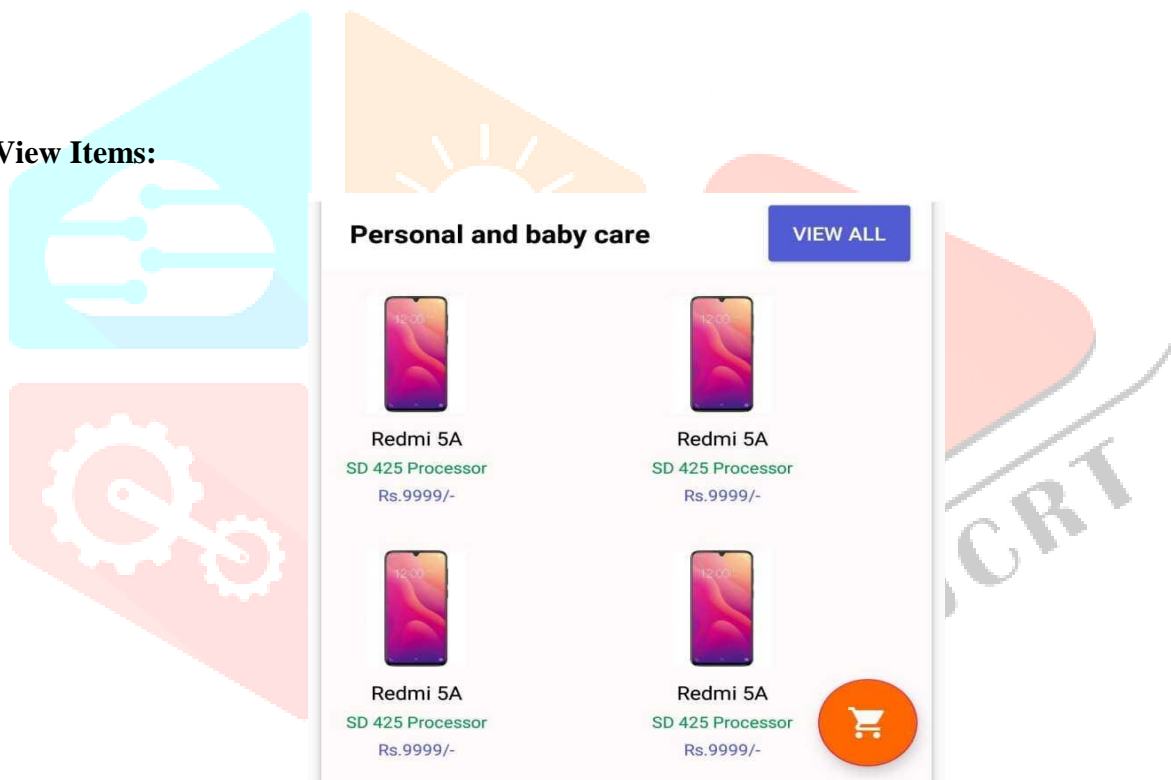 View Items:
Personal and baby care
VIEW ALL
12:00
12:00
Redmi 5A
Redmi 5A
SD 425 Processor
SD 425 Processor
Rs.9999/-
Rs.9999/-
12:00
12:00
Redmi 5A
Redmi 5A
SD 425 Processor
SD 425 Processor
Rs.9999/-
Rs.9999/-
CRT